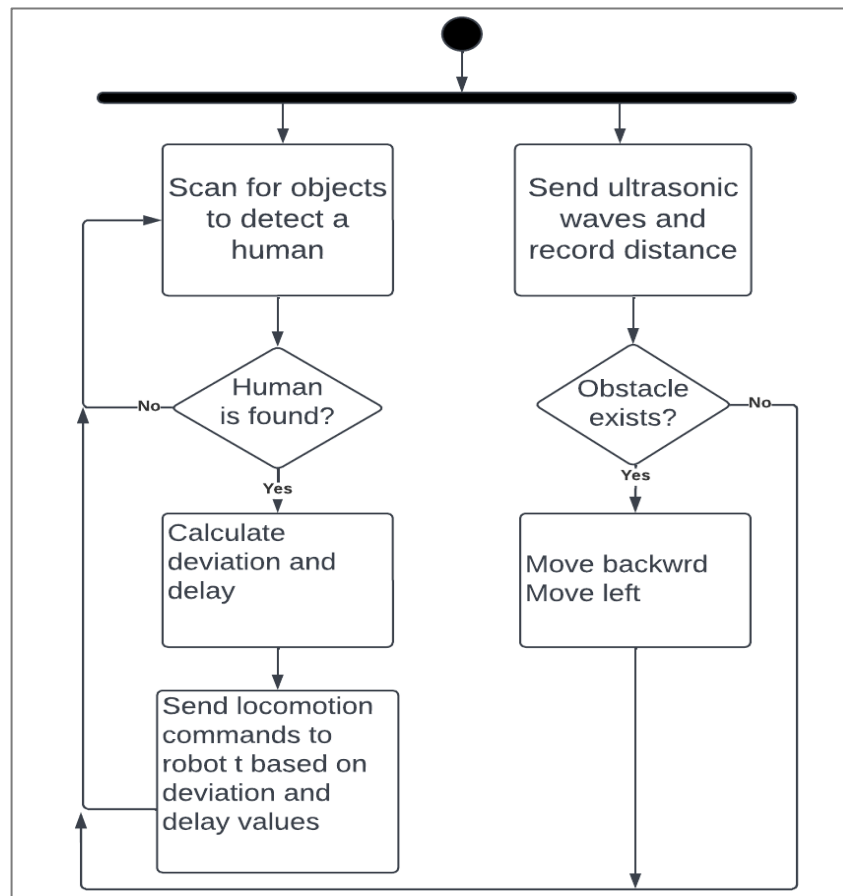 Scan for objects
to detect a
human
Send ultrasonic
waves and
record distance
Human
is found?
No
Yes
Obstacle
exists?
No
Yes
Calculate
deviation and
delay
Move backwrd
Move left
Send locomotion
commands to
robot t based on
deviation and
delay values